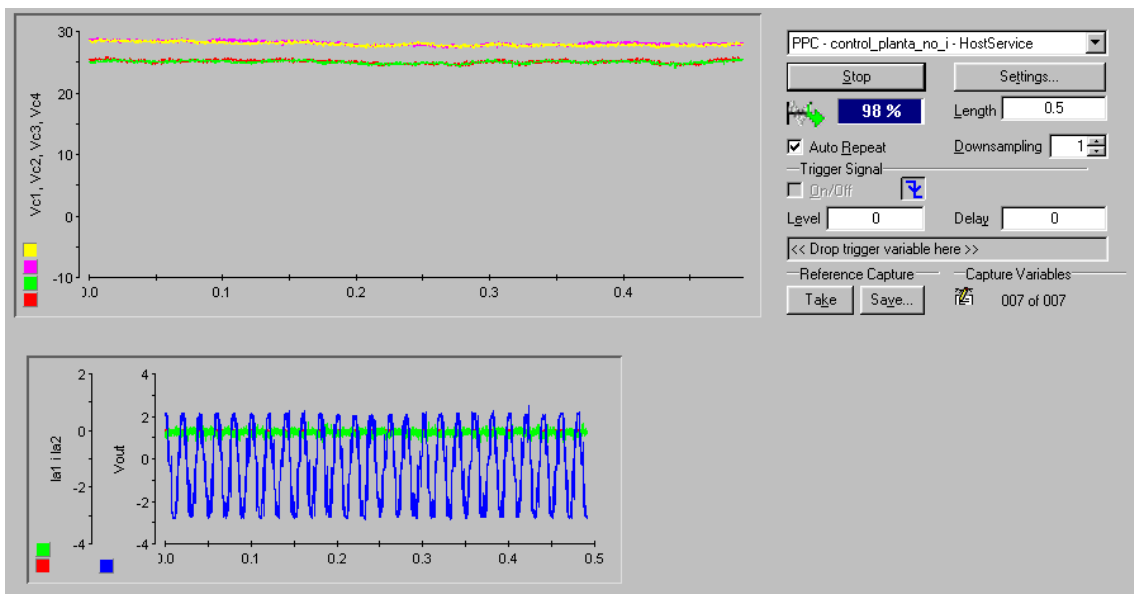 30
20
10
0
-10
Vc1, Vc2, Vc3, Vc4
0.0 0.1 0.2 0.3 0.4
PPC - control_planta_no_i - HostService
Stop Settings...
98 % Length 0.5
Auto Repeat Downsampling 1
Trigger Signal
On/Off
Level 0 Delay 0
<< Drop trigger variable here >>
Reference Capture Capture Variables
Take Save... 007 of 007
2 4
0 2
0
-2 -2
-4 -4
Ia1 i Ia2 Vout
0.0 0.1 0.2 0.3 0.4 0.5